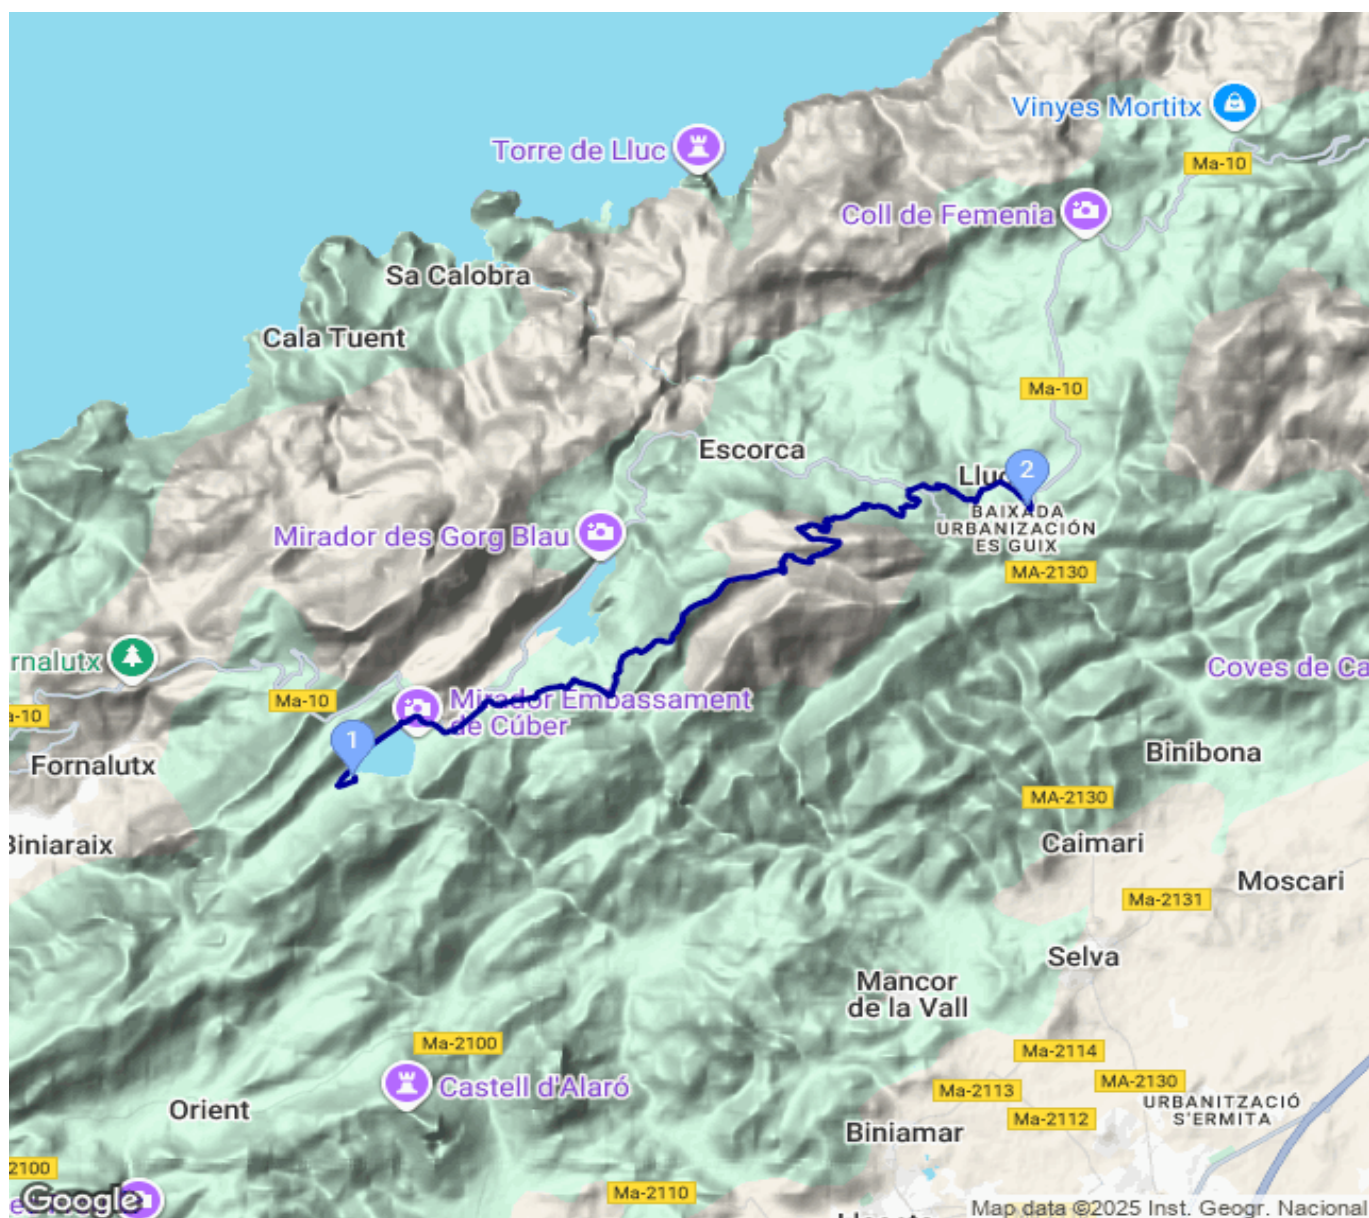 Vinyes Mortitx
Torre de Lluc
Ma-10
Coll de Femenia
Sa Calobra
Cala Tuent
Ma-10
Escorca
2
BAIXADA
URBANIZACIÓN
ES GUIX
Mirador des Gorg Blau
MA-2130
rnalutx
Coves de Ca
Ma-10
Mirador Embassament
de Cúber
a-10
1
Fornalutx
Binibona
MA-2130
Biniaraix
Caimari
Moscari
Ma-2131
Selva
Mancor
de la Vall
Ma-2100
Ma-2114
Castell d'Alaró
Ma-2113
MA-2130
Orient
Ma-2112
URBANITZACIÓ
S'ERMITA
Biniamar
2100
Ma-2110
Google
Map data ©2025 Inst. Geogr. Nacional